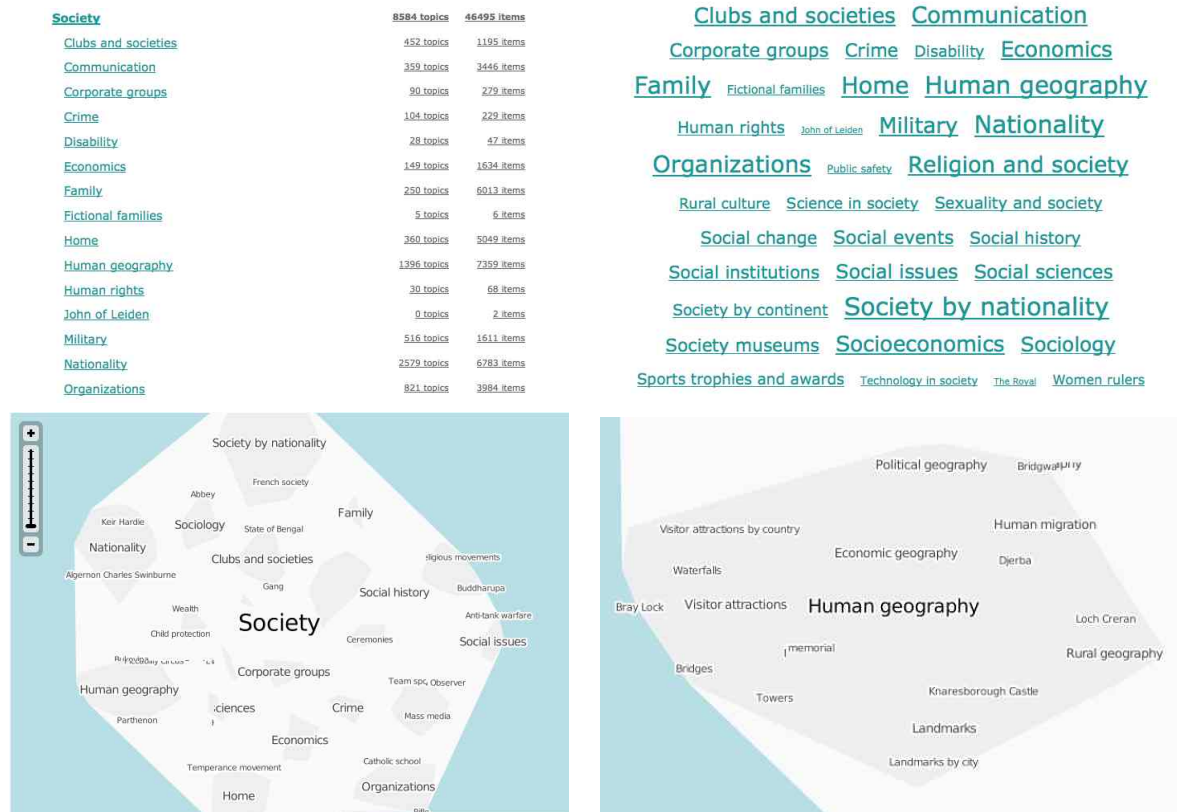 Society 8584 topics 46495 items
Clubs and societies 452 topics 1195 items
Communication 359 topics 3446 items
Corporate groups 90 topics 279 items
Crime 104 topics 229 items
Disability 28 topics 47 items
Economics 149 topics 1634 items
Family 250 topics 6013 items
Fictional families 5 topics 6 items
Home 360 topics 5049 items
Human geography 1396 topics 7359 items
Human rights 30 topics 68 items
John of Leiden 0 topics 2 items
Military 516 topics 1611 items
Nationality 2579 topics 6783 items
Organizations 821 topics 3984 items
Clubs and societies Communication
Corporate groups Crime Disability Economics
Family Fictional families Home Human geography
Human rights John of Leiden Military Nationality
Organizations Public safety Religion and society
Rural culture Science in society Sexuality and society
Social change Social events Social history
Social institutions Social issues Social sciences
Society by continent Society by nationality
Society museums Socioeconomics Sociology
Sports trophies and awards Technology in society The Royal Women rulers
Society by nationality
French society
Abbey
Family
Keir Hardie
Sociology
State of Bengal
Nationality
Clubs and societies
eligious movements
Algernon Charles Swinburne
Gang
Social history
Buddharupa
Wealth
Anti-tank warfare
Society
Child protection
Ceremonies
Social issues
Corporate groups
Human geography
Team spc
Observer
Sciences
Crime
Mass media
Parthenon
Economics
Temperance movement
Catholic school
Organizations
Home
Political geography
Bridgwa
Visitor attractions by country
Human migration
Economic geography
Djerba
Waterfalls
Bray Lock
Visitor attractions
Human geography
Loch Creran
memorial
Rural geography
Bridges
Towers
Knaresborough Castle
Landmarks
Landmarks by city